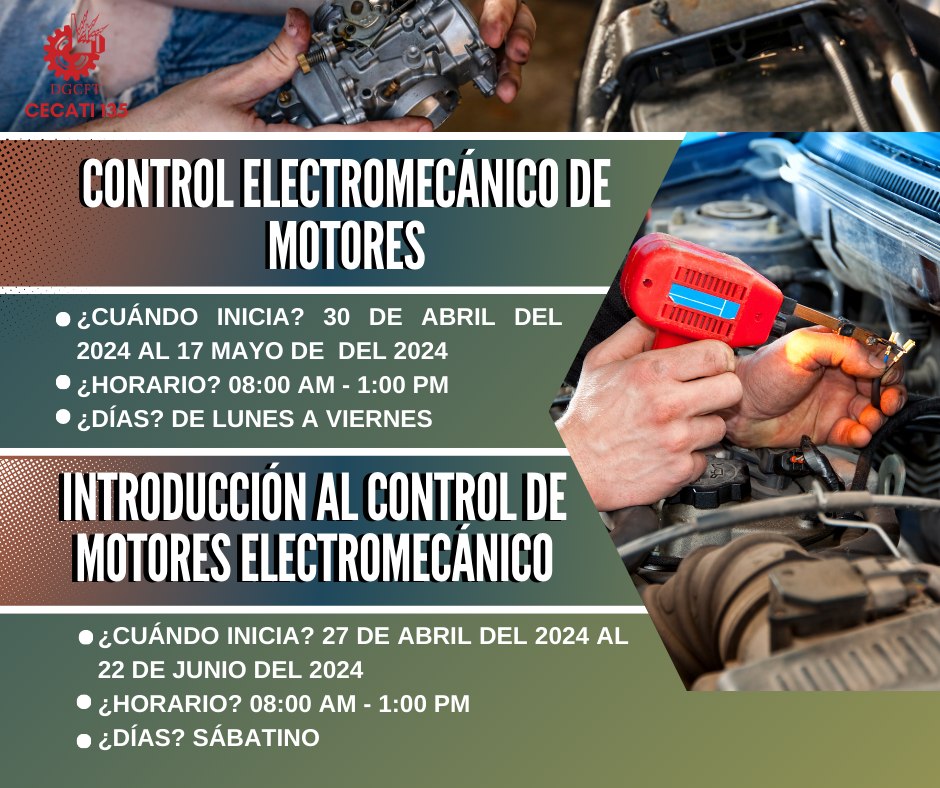 DGCFT
CECATI 135
CONTROL ELECTROMECÁNICO DE
MOTORES
¿CUÁNDO INICIA? 30 DE ABRIL DEL
2024 AL 17 MAYO DE DEL 2024
¿HORARIO? 08:00 AM - 1:00 PM
¿DÍAS? DE LUNES A VIERNES
INTRODUCCIÓN AL CONTROL DE
MOTORES ELECTROMECÁNICO
¿CUÁNDO INICIA? 27 DE ABRIL DEL 2024 AL
22 DE JUNIO DEL 2024
¿HORARIO? 08:00 AM - 1:00 PM
¿DÍAS? SÁBATINO